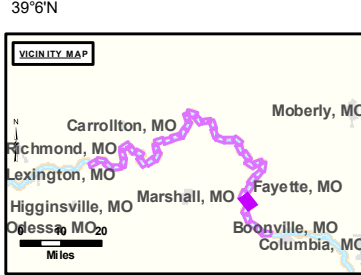 39°6'N
VICINITY MAP
Moberly, MO
Carrollton, MO
N
Richmond, MO
Lexington, MO
Fayette, MO
Marshall, MO
Higginsville, MO
Odessa, MO
Boonville, MO
0 10 20
Columbia, MO
Miles